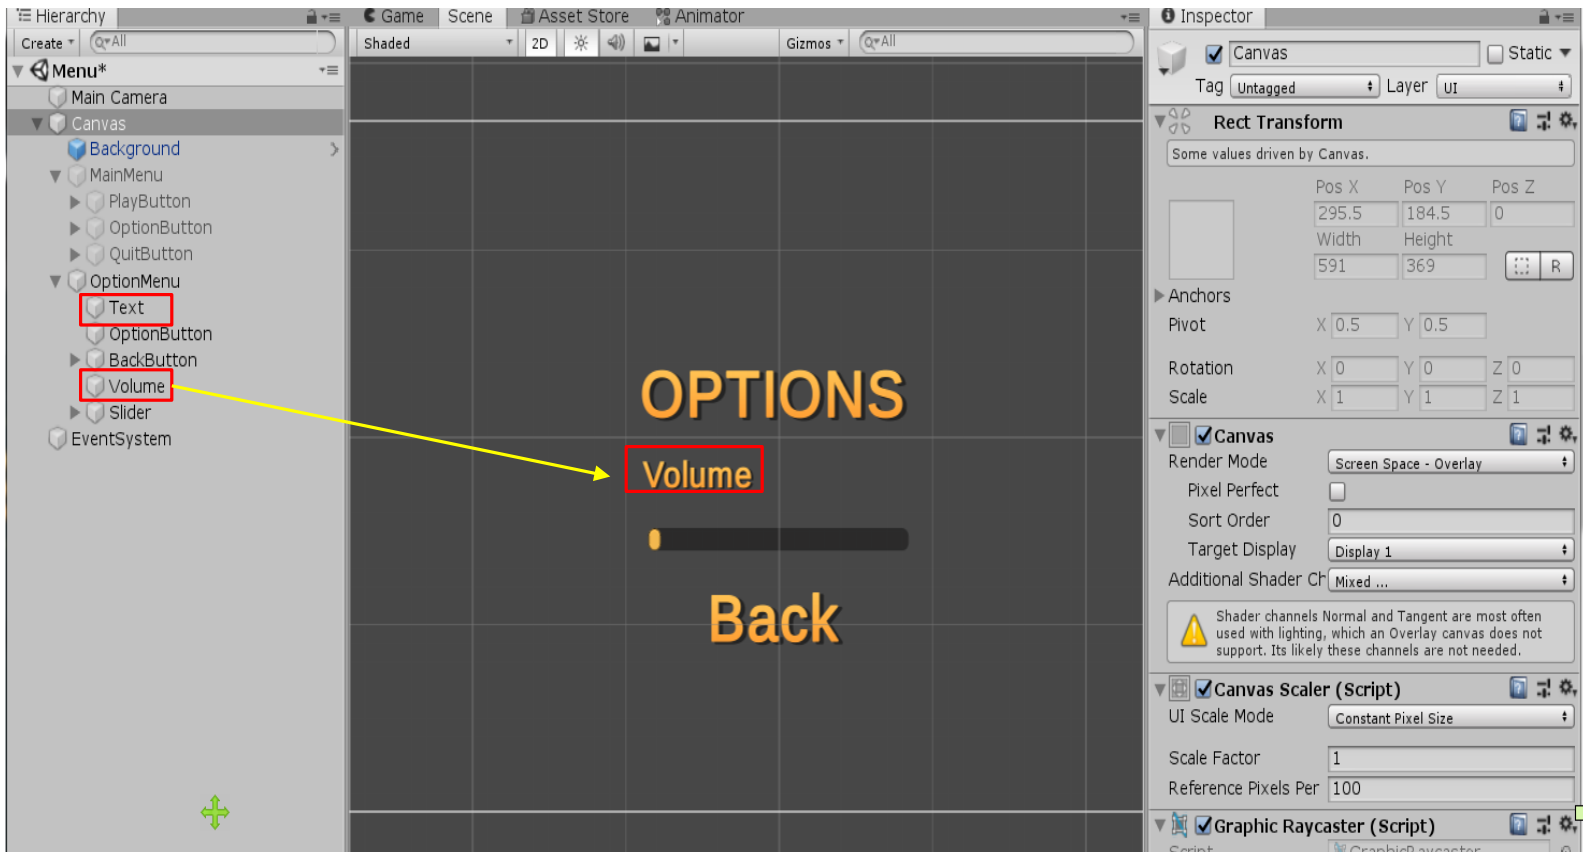 Hierarchy
Create
All
Menu*
Main Camera
Canvas
Background
MainMenu
PlayButton
OptionButton
QuitButton
OptionMenu
Text
OptionButton
BackButton
Volume
Slider
EventSystem
Game Scene Asset Store Animator
Shaded 2D Gizmos All
OPTIONS
Volume
Back
Inspector
Canvas Static
Tag Untagged Layer UI
Rect Transform
Some values driven by Canvas.
Pos X Pos Y Pos Z
295.5 184.5 0
Width Height
591 369 R
Anchors
Pivot X 0.5 Y 0.5
Rotation X 0 Y 0 Z 0
Scale X 1 Y 1 Z 1
Canvas
Render Mode Screen Space - Overlay
Pixel Perfect
Sort Order 0
Target Display Display 1
Additional Shader Ch Mixed ...
Shader channels Normal and Tangent are most often
used with lighting, which an Overlay canvas does not
support. Its likely these channels are not needed.
Canvas Scaler (Script)
UI Scale Mode Constant Pixel Size
Scale Factor 1
Reference Pixels Per 100
Graphic Raycaster (Script)
Script GraphicRaycaster